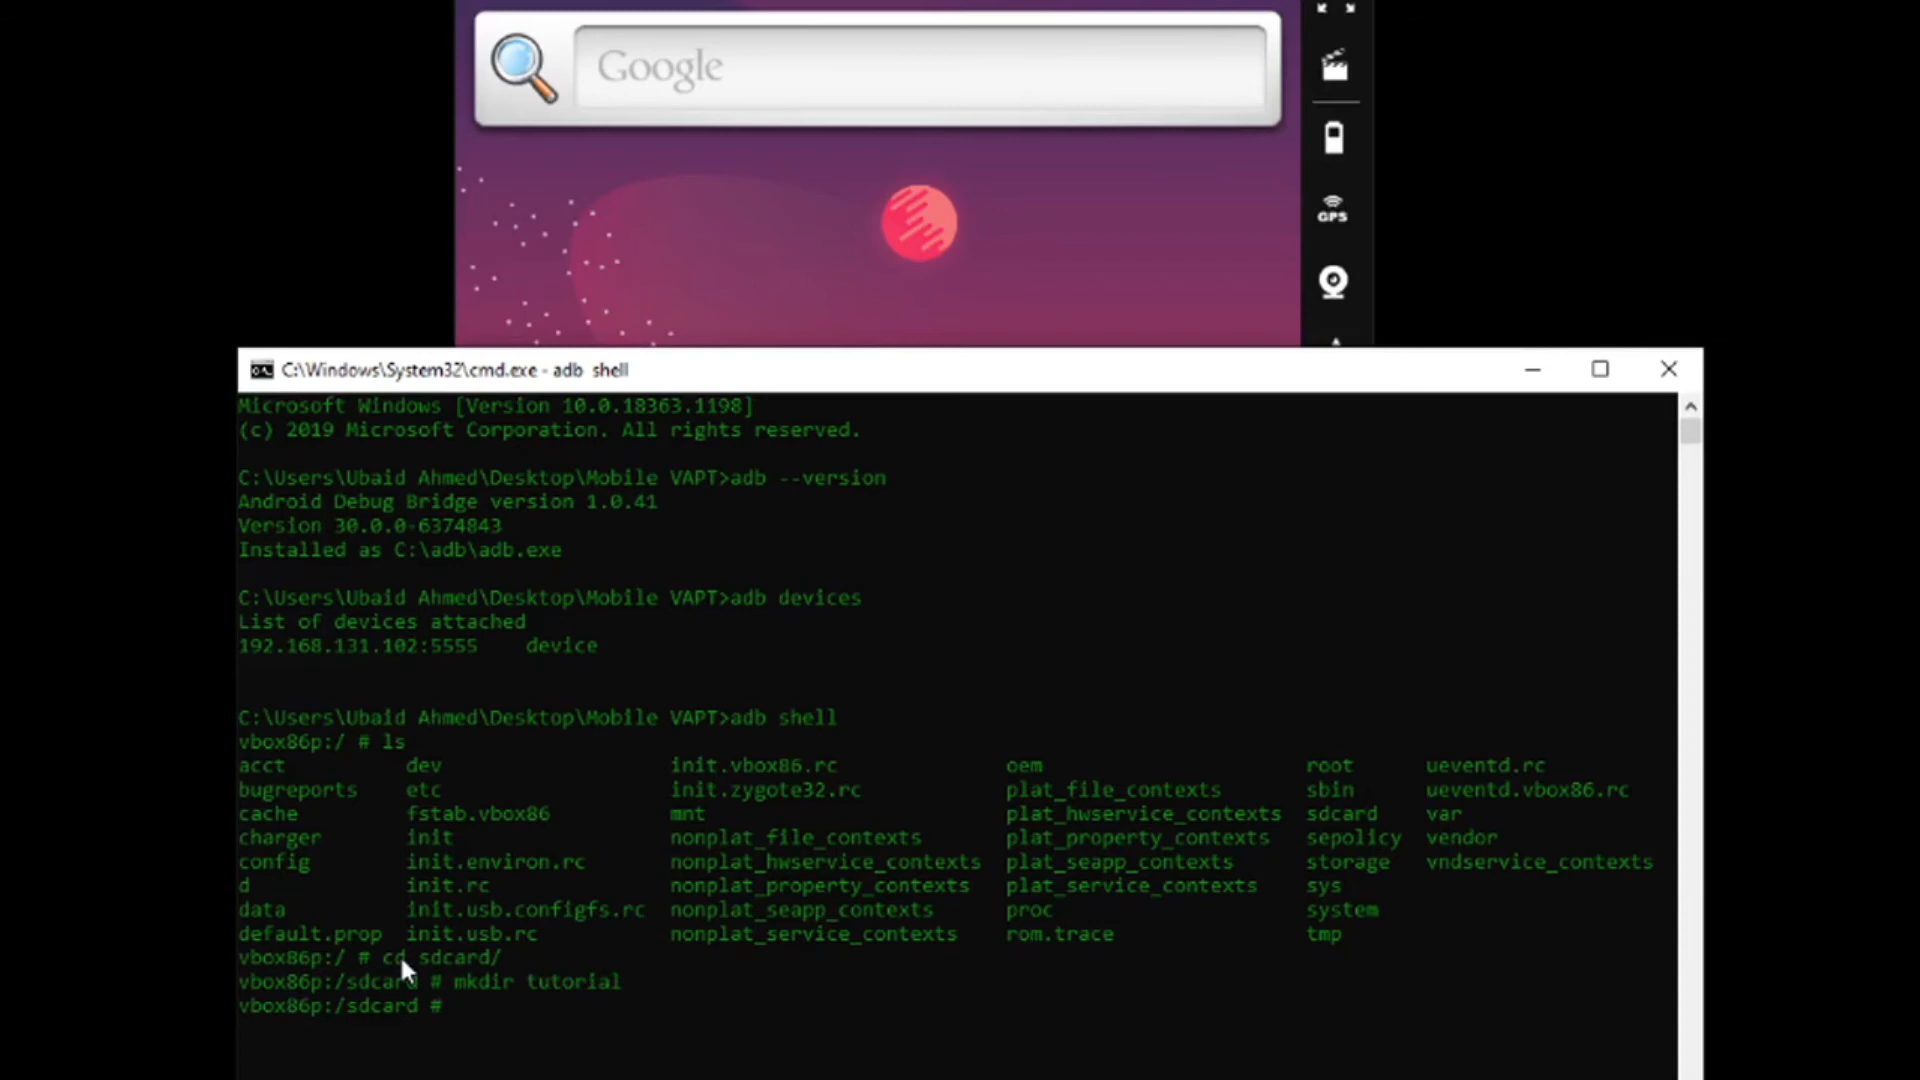 Google
GPS
C:\Windows\System32\cmd.exe - adb  shell
Microsoft Windows [Version 10.0.18363.1198]
(c) 2019 Microsoft Corporation. All rights reserved.
C:\Users\Ubaid Ahmed\Desktop\Mobile VAPT>adb --version
Android Debug Bridge version 1.0.41
Version 30.0.0-6374843
Installed as C:\adb\adb.exe
C:\Users\Ubaid Ahmed\Desktop\Mobile VAPT>adb devices
List of devices attached
192.168.131.102:5555    device
C:\Users\Ubaid Ahmed\Desktop\Mobile VAPT>adb shell
vbox86p:/ # ls
acct dev init.vbox86.rc oem root ueventd.rc
bugreports etc init.zygote32.rc plat_file_contexts sbin ueventd.vbox86.rc
cache fstab.vbox86 mnt plat_hwservice_contexts sdcard var
charger init nonplat_file_contexts plat_property_contexts sepolicy vendor
config init.environ.rc nonplat_hwservice_contexts plat_seapp_contexts storage vndservice_contexts
d init.rc nonplat_property_contexts plat_service_contexts sys
data init.usb.configfs.rc nonplat_seapp_contexts proc system
default.prop init.usb.rc nonplat_service_contexts rom.trace tmp
vbox86p:/ # cd sdcard/
vbox86p:/sdcard # mkdir tutorial
vbox86p:/sdcard #